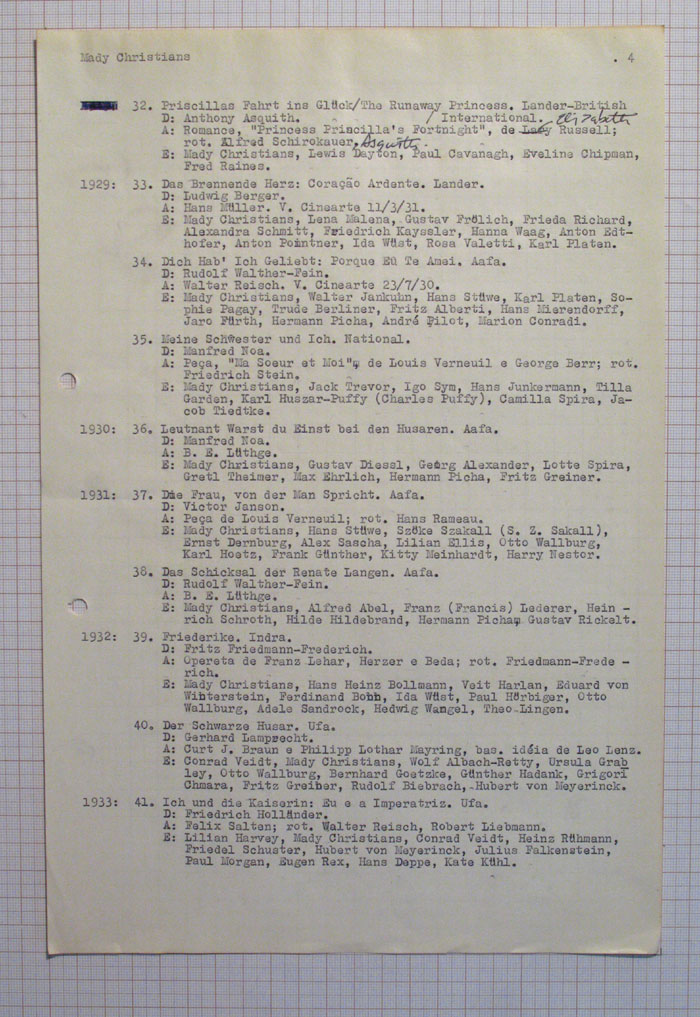 Mady Christians . 4
32. Priscillas Fahrt ins Glück/The Runaway Princess. Lander-British
D: Anthony Asquith. / International. Elizabeth
A: Romance, "Princess Priscilla's Fortnight", de Lady Russell;
rot. Alfred Schirokauer, Asquith.
E: Mady Christians, Lewis Dayton, Paul Cavanagh, Eveline Chipman,
Fred Raines.
1929: 33. Das Brennende Herz: Coração Ardente. Lander.
D: Ludwig Berger.
A: Hans Müller. V. Cinearte 11/3/31.
E: Mady Christians, Lena Malena, Gustav Frölich, Frieda Richard,
Alexandra Schmitt, Friedrich Kayssler, Hanna Waag, Anton Edt-
hofer, Anton Pointner, Ida Wüst, Rosa Valetti, Karl Platen.
34. Dich Hab' Ich Geliebt: Porque Eu Te Amei. Aafa.
D: Rudolf Walther-Fein.
A: Walter Reisch. V. Cinearte 23/7/30.
E: Mady Christians, Walter Jankuhn, Hans Stüwe, Karl Platen, So-
phie Pagay, Trude Berliner, Fritz Alberti, Hans Mierendorff,
Jaro Fürth, Hermann Picha, André Pilot, Marion Conradi.
35. Meine Schwester und Ich. National.
D: Manfred Noa.
A: Peça, "Ma Soeur et Moi", de Louis Verneuil e George Berr; rot.
Friedrich Stein.
E: Mady Christians, Jack Trevor, Igo Sym, Hans Junkermann, Tilla
Garden, Karl Huszar-Puffy (Charles Puffy), Camilla Spira, Ja-
cob Tiedtke.
1930: 36. Leutnant Warst du Einst bei den Husaren. Aafa.
D: Manfred Noa.
A: B. E. Lüthge.
E: Mady Christians, Gustav Diessl, Georg Alexander, Lotte Spira,
Gretl Theimer, Max Ehrlich, Hermann Picha, Fritz Greiner.
1931: 37. Die Frau, von der Man Spricht. Aafa.
D: Victor Janson.
A: Peça de Louis Verneuil; rot. Hans Rameau.
E: Mady Christians, Hans Stüwe, Szöke Szakall (S. Z. Sakall),
Ernst Dernburg, Alex Sascha, Lilian Ellis, Otto Wallburg,
Karl Hoetz, Frank Günther, Kitty Meinhardt, Harry Nestor.
38. Das Schicksal der Renate Langen. Aafa.
D: Rudolf Walther-Fein.
A: B. E. Lüthge.
E: Mady Christians, Alfred Abel, Franz (Francis) Lederer, Hein -
rich Schroth, Hilde Hildebrand, Hermann Picha, Gustav Rickelt.
1932: 39. Friederike. Indra.
D: Fritz Friedmann-Frederich.
A: Opereta de Franz Lehar, Herzer e Beda; rot. Friedmann-Frede -
rich.
E: Mady Christians, Hans Heinz Bollmann, Veit Harlan, Eduard von
Winterstein, Ferdinand Bonn, Ida Wüst, Paul Hörbiger, Otto
Wallburg, Adele Sandrock, Hedwig Wangel, Theo Lingen.
40. Der Schwarze Husar. Ufa.
D: Gerhard Lamprecht.
A: Curt J. Braun e Philipp Lothar Mayring, bas. idéia de Leo Lenz.
E: Conrad Veidt, Mady Christians, Wolf Albach-Retty, Ursula Grab
ley, Otto Wallburg, Bernhard Goetzke, Günther Hadank, Grigori
Chmara, Fritz Greiber, Rudolf Biebrach, Hubert von Meyerinck.
1933: 41. Ich und die Kaiserin: Eu e a Imperatriz. Ufa.
D: Friedrich Holländer.
A: Felix Salten; rot. Walter Reisch, Robert Liebmann.
E: Lilian Harvey, Mady Christians, Conrad Veidt, Heinz Rühmann,
Friedel Schuster, Hubert von Meyerinck, Julius Falkenstein,
Paul Morgan, Eugen Rex, Hans Deppe, Kate Kühl.